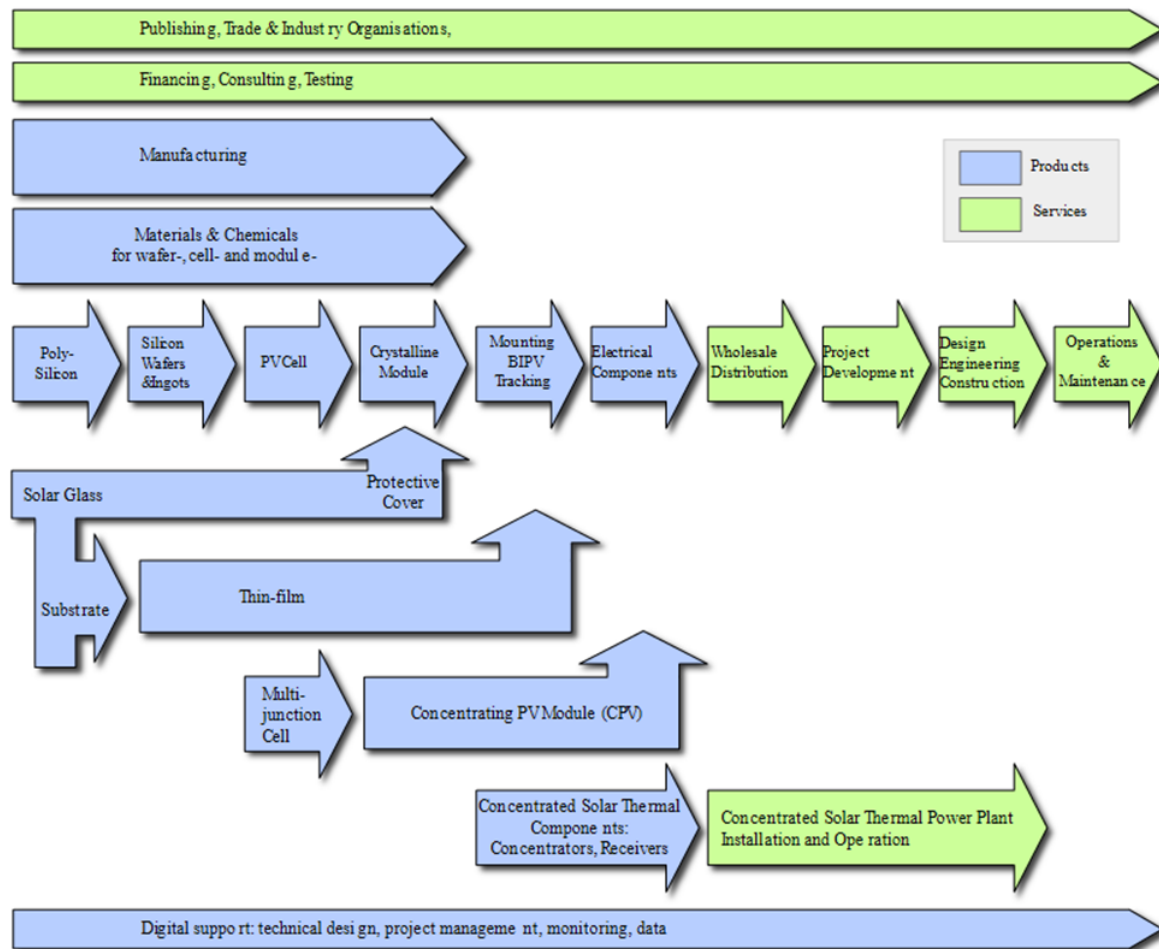 Publishing, Trade & Industry Organisations,
Financing, Consulting, Testing
Manufacturing
Products
Services
Materials & Chemicals
for wafer-, cell- and module-
Poly-
Silicon
Silicon
Wafers
&Ingots
PV Cell
Crystalline
Module
Mounting
BIPV
Tracking
Electrical
Components
Wholesale
Distribution
Project
Development
Design
Engineering
Construction
Operations
&
Maintenance
Solar Glass
Protective
Cover
Substrate
Thin-film
Multi-
junction
Cell
Concentrating PV Module (CPV)
Concentrated Solar Thermal
Components:
Concentrators, Receivers
Concentrated Solar Thermal Power Plant
Installation and Operation
Digital support: technical design, project management, monitoring, data